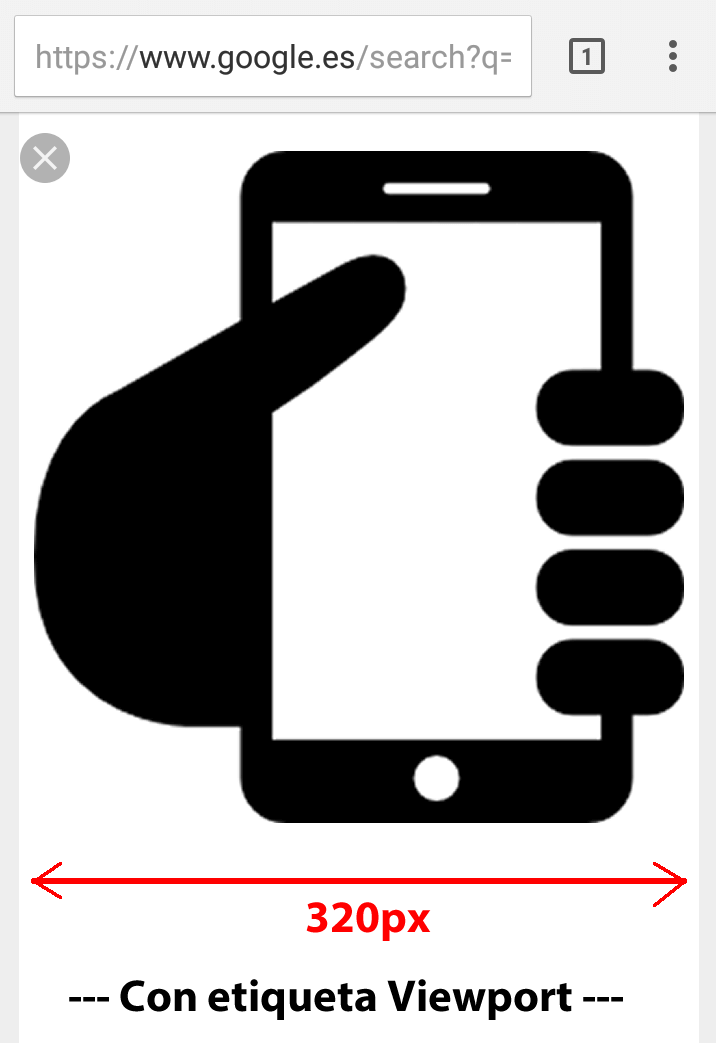 https://www.google.es/search?q=
1
320px
--- Con etiqueta Viewport ---